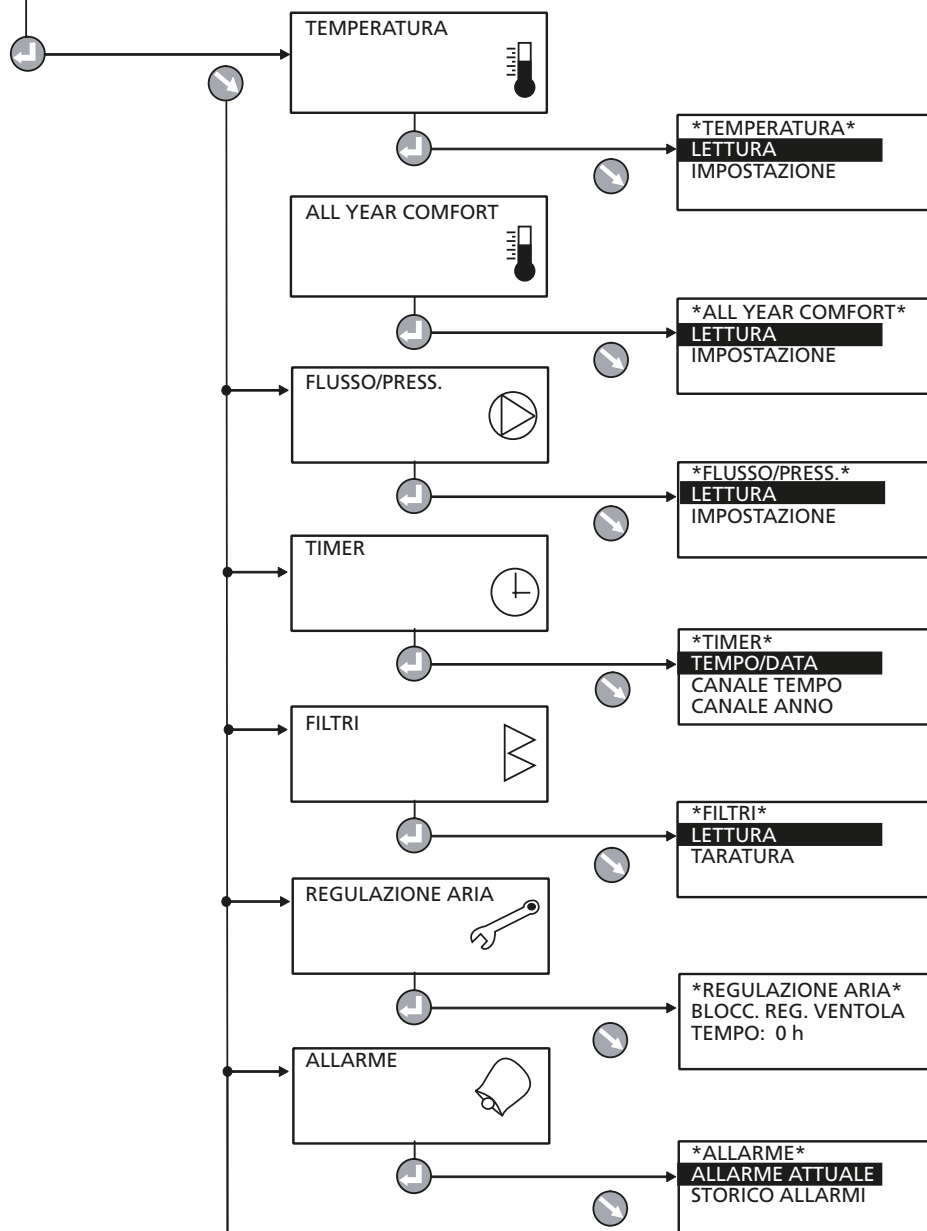 TEMPERATURA
*TEMPERATURA*
LETTURA
IMPOSTAZIONE
ALL YEAR COMFORT
*ALL YEAR COMFORT*
LETTURA
IMPOSTAZIONE
FLUSSO/PRESS.
*FLUSSO/PRESS.*
LETTURA
IMPOSTAZIONE
TIMER
*TIMER*
TEMPO/DATA
CANALE TEMPO
CANALE ANNO
FILTRI
*FILTRI*
LETTURA
TARATURA
REGULAZIONE ARIA
*REGULAZIONE ARIA*
BLOCC. REG. VENTOLA
TEMPO: 0 h
ALLARME
*ALLARME*
ALLARME ATTUALE
STORICO ALLARMI